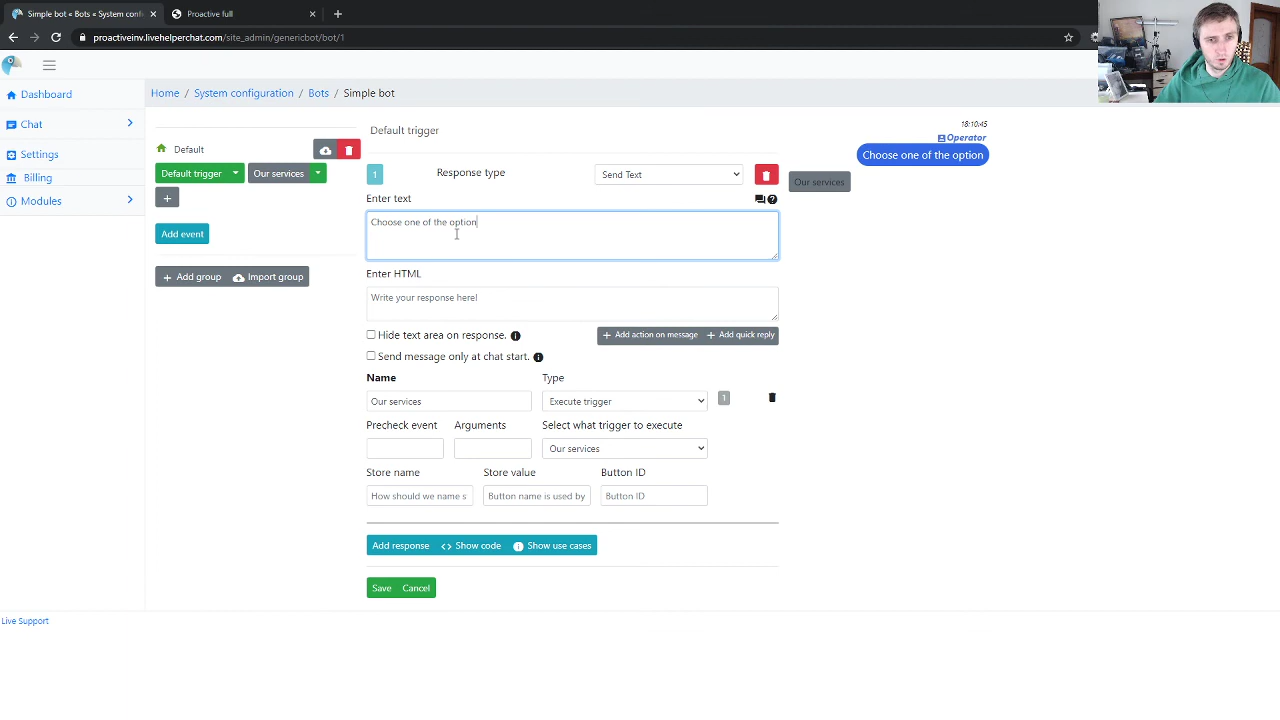 Simple bot « Bots « System confi
Proactive full
proactiveinv.livehelperchat.com/site_admin/genericbot/bot/1
Dashboard
Chat
Settings
Billing
Modules
Home / System configuration / Bots / Simple bot
Default
Default trigger
Our services
Add event
Add group
Import group
Default trigger
1
Response type
Send Text
Enter text
Choose one of the option
Enter HTML
Write your response here!
Hide text area on response.
Add action on message
Add quick reply
Send message only at chat start.
Name
Type
Our services
Execute trigger
1
Precheck event
Arguments
Select what trigger to execute
Our services
Store name
Store value
Button ID
How should we name s
Button name is used by
Button ID
Add response
Show code
Show use cases
Save
Cancel
18:10:45
Operator
Choose one of the option
Our services
Live Support